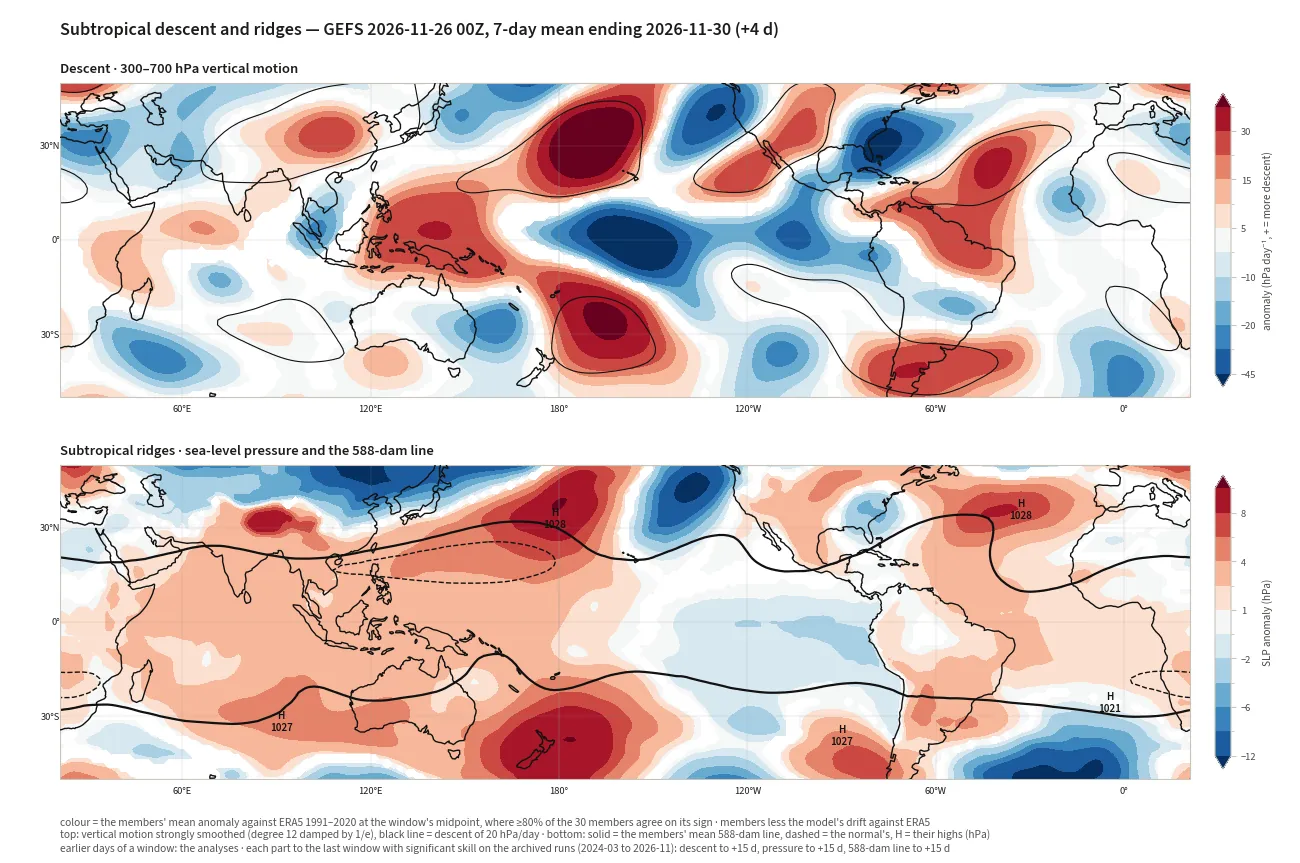 Subtropical descent and ridges — GEFS 2026-11-26 00Z, 7-day mean ending 2026-11-30 (+4 d)
Descent · 300–700 hPa vertical motion
30°N
0°
30°S
60°E
120°E
180°
120°W
60°W
0°
30
15
5
−10
−20
−45
anomaly (hPa day⁻¹, + = more descent)
Subtropical ridges · sea-level pressure and the 588-dam line
30°N
0°
30°S
H
1028
H
1028
H
1027
H
1027
H
1021
60°E
120°E
180°
120°W
60°W
0°
8
4
1
−2
−6
−12
SLP anomaly (hPa)
colour = the members' mean anomaly against ERA5 1991–2020 at the window's midpoint, where ≥80% of the 30 members agree on its sign · members less the model's drift against ERA5
top: vertical motion strongly smoothed (degree 12 damped by 1/e), black line = descent of 20 hPa/day · bottom: solid = the members' mean 588-dam line, dashed = the normal's, H = their highs (hPa)
earlier days of a window: the analyses · each part to the last window with significant skill on the archived runs (2024-03 to 2026-11): descent to +15 d, pressure to +15 d, 588-dam line to +15 d